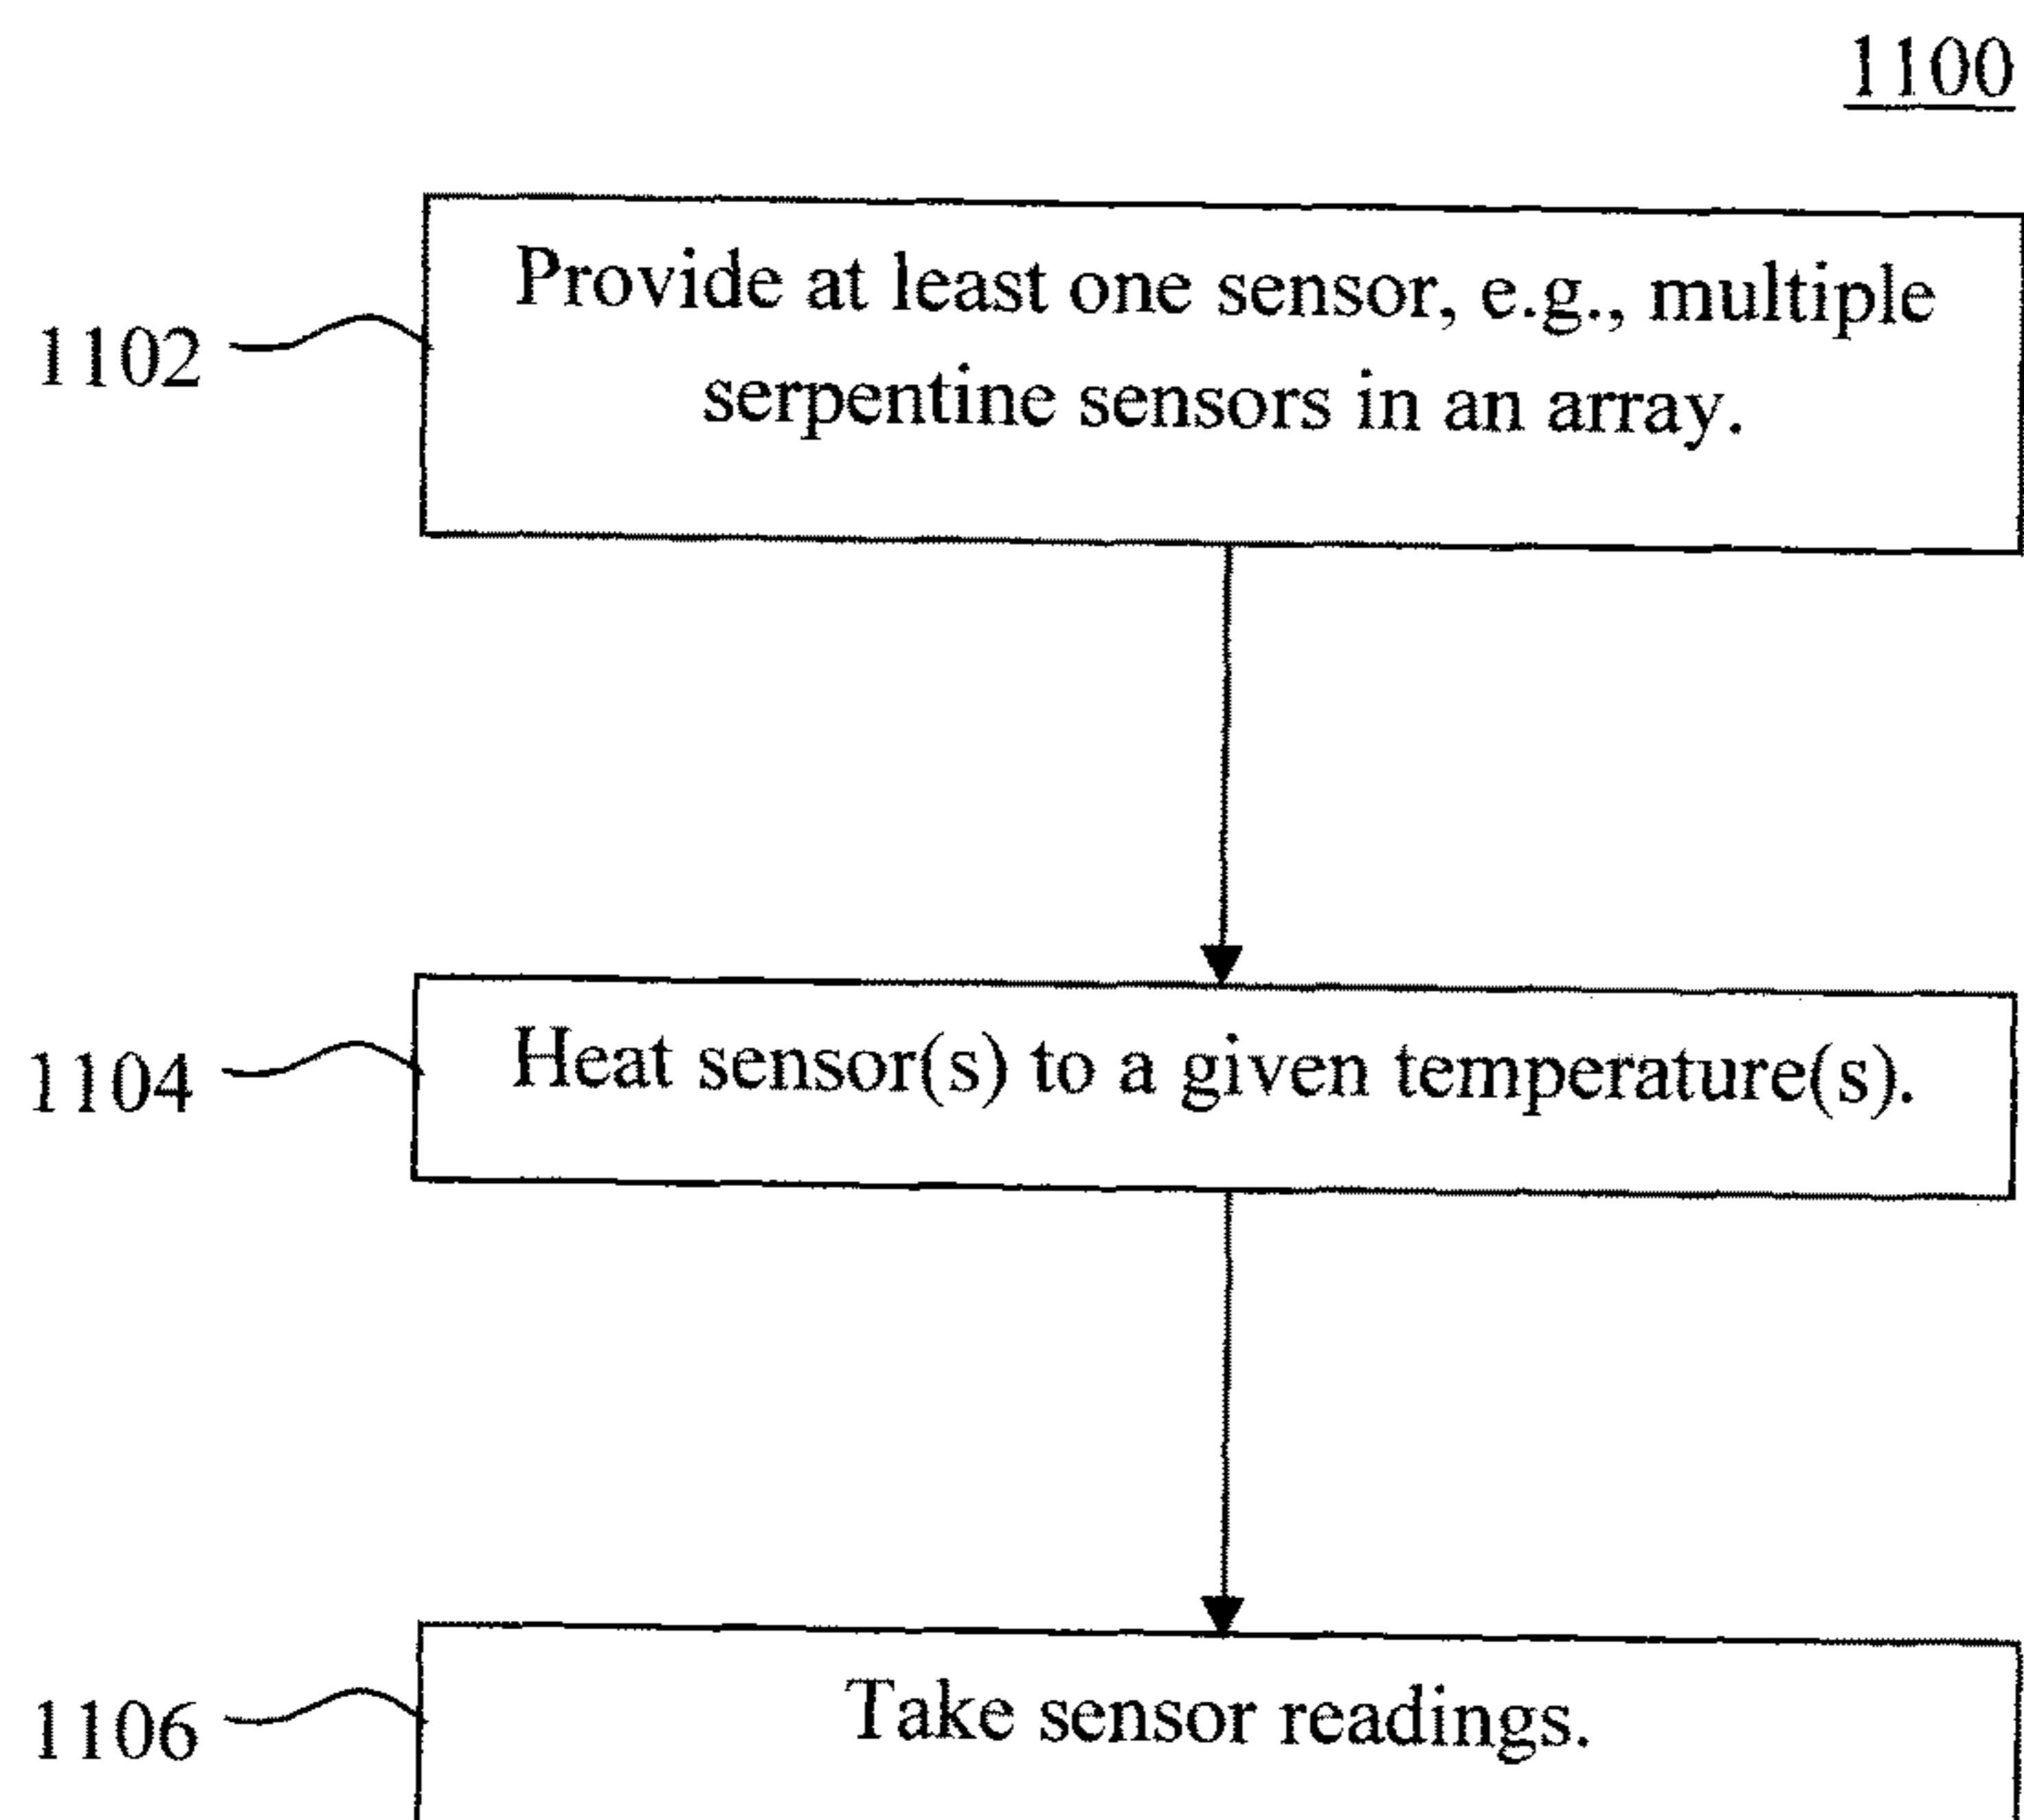 1100
1102
Provide at least one sensor, e.g., multiple
serpentine sensors in an array.
1104
Heat sensor(s) to a given temperature(s).
1106
Take sensor readings.